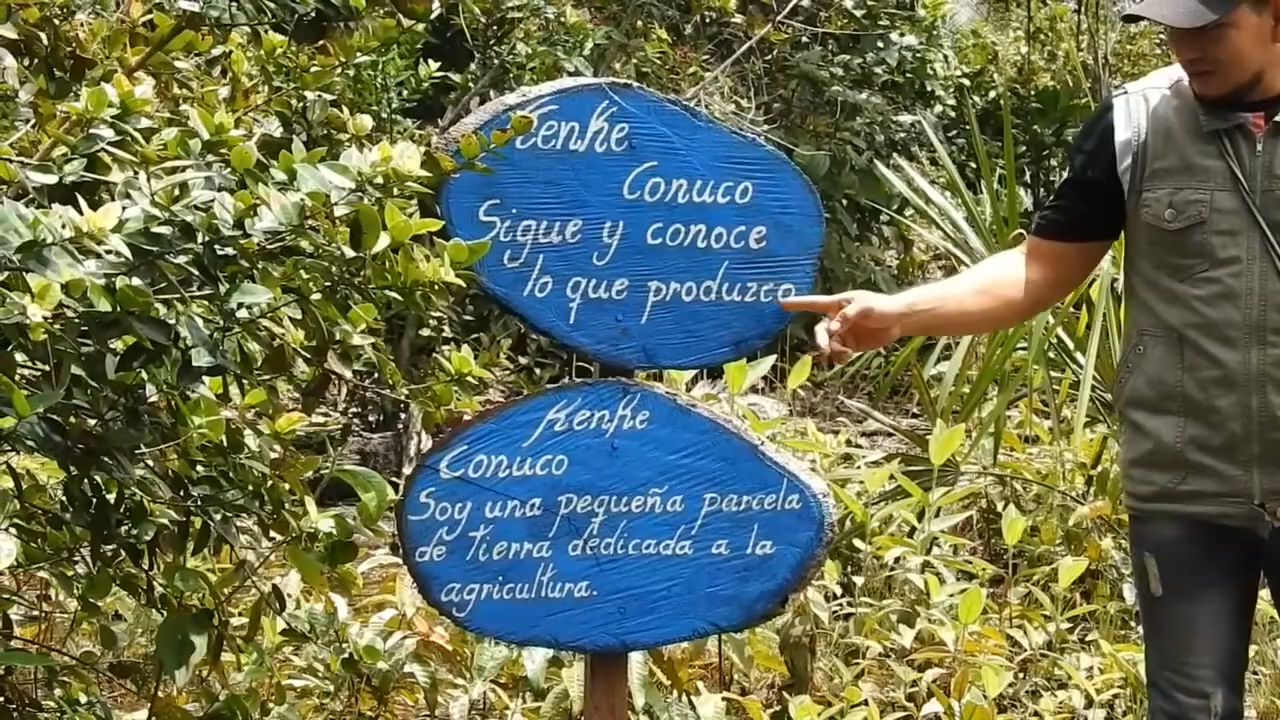 Kenke
Conuco
Sigue y conoce
lo que produzco
Kenke
Conuco
Soy una pequeña parcela
de Tierra dedicada a la
agricultura.